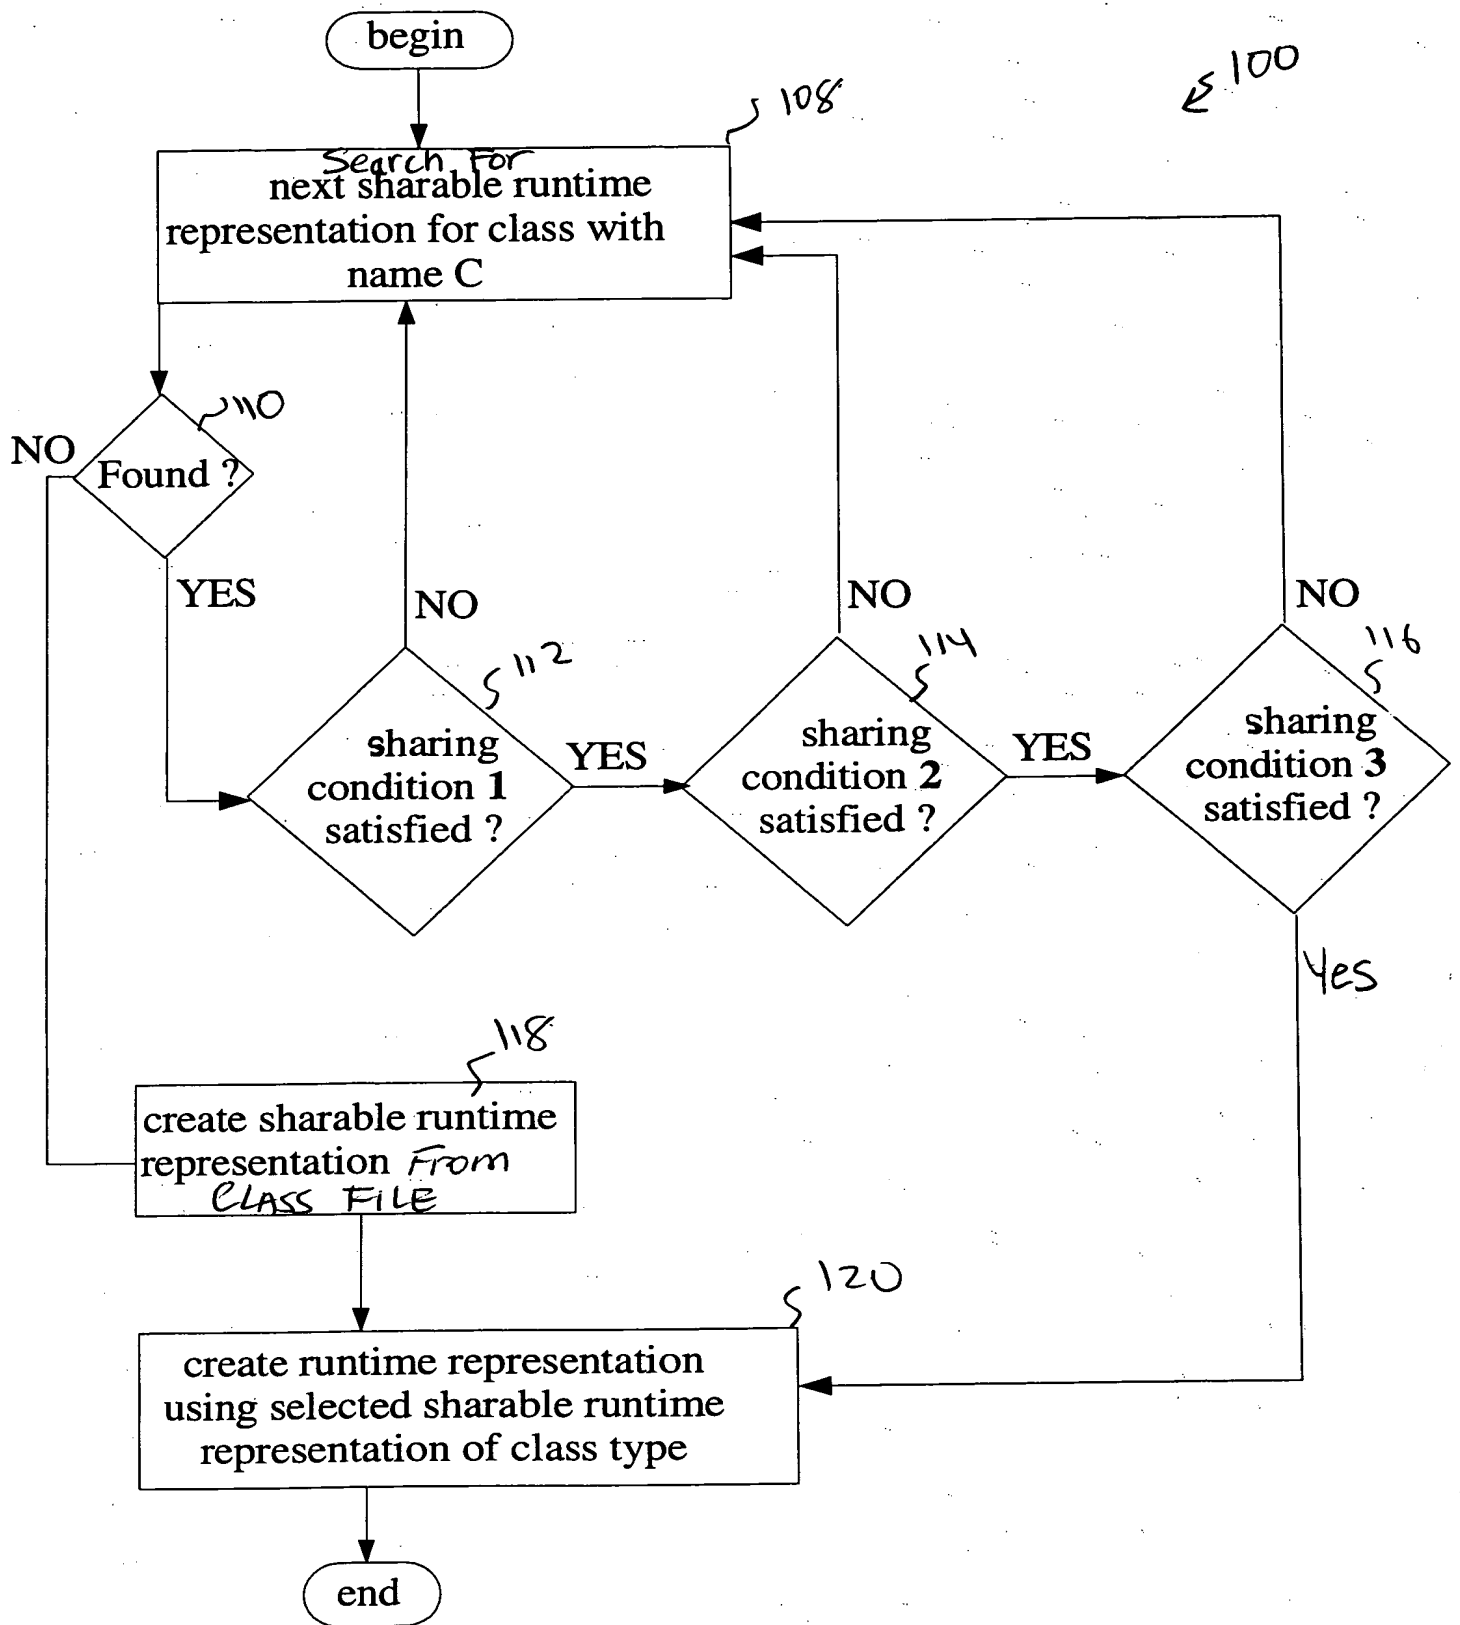 begin
100
108
Search For
next sharable runtime
representation for class with
name C
110
NO
Found ?
YES
NO
NO
NO
112
114
116
sharing
condition 1
satisfied ?
YES
sharing
condition 2
satisfied ?
YES
sharing
condition 3
satisfied ?
Yes
118
create sharable runtime
representation From
CLASS FILE
120
create runtime representation
using selected sharable runtime
representation of class type
end